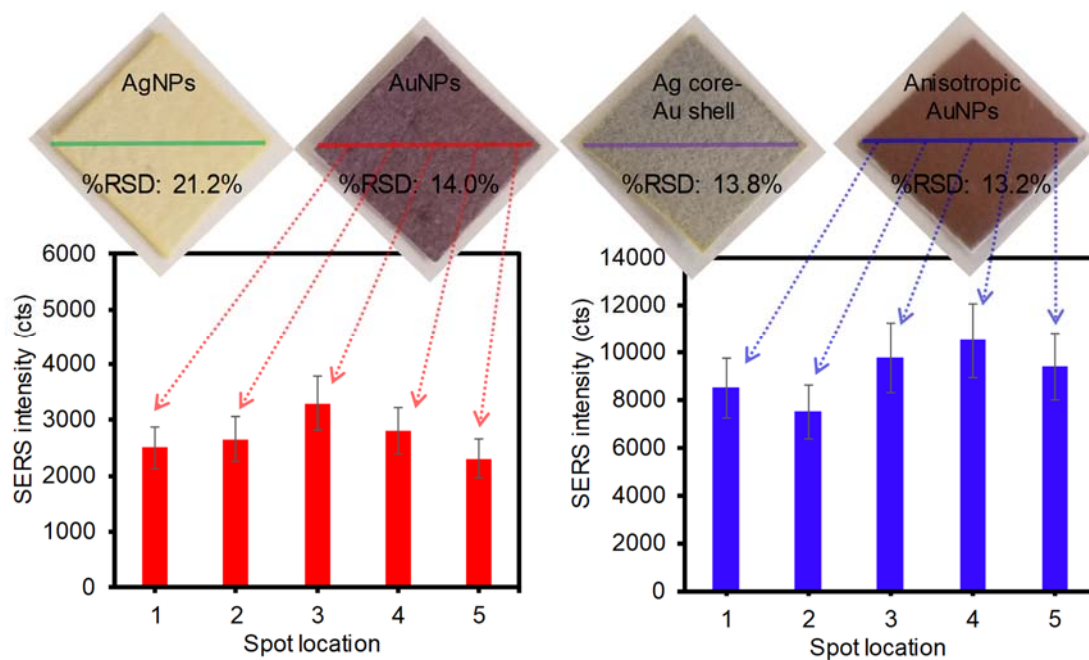 AgNPs
%RSD: 21.2%
AuNPs
%RSD: 14.0%
Ag core-
Au shell
%RSD: 13.8%
Anisotropic
AuNPs
%RSD: 13.2%
SERS intensity (cts)
6000
5000
4000
3000
2000
1000
0
1 2 3 4 5
Spot location
SERS intensity (cts)
14000
12000
10000
8000
6000
4000
2000
0
1 2 3 4 5
Spot location